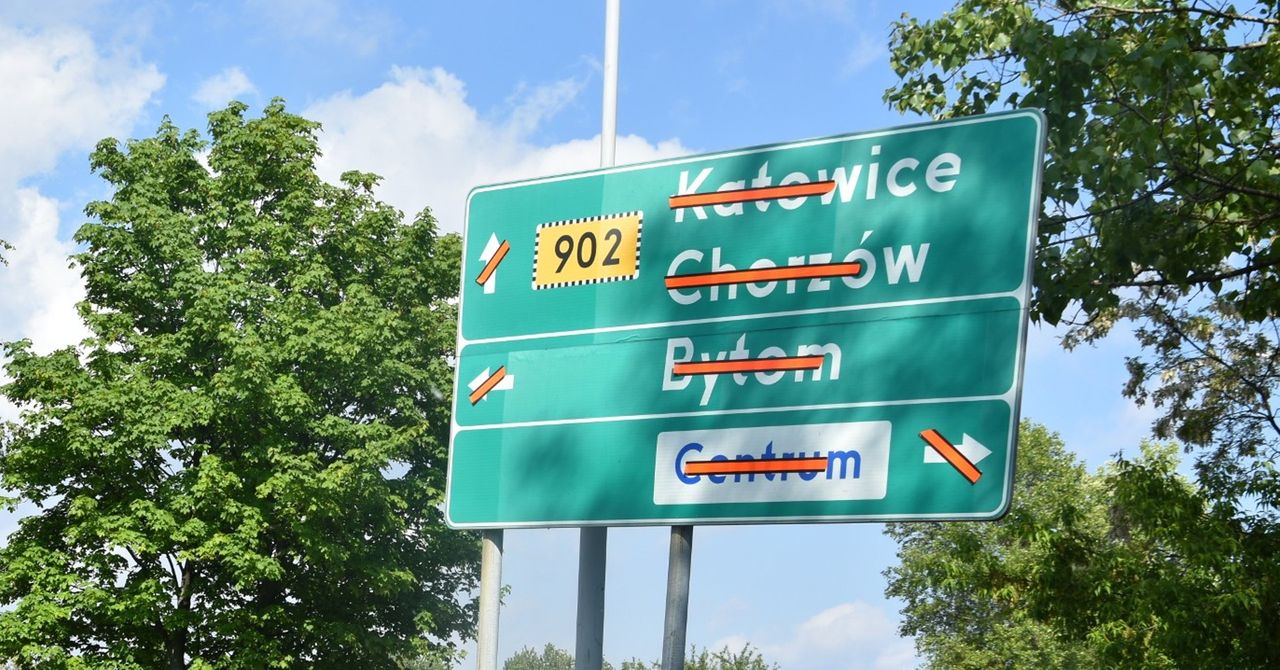 Katowice
902
Chorzów
Bytom
Centrum